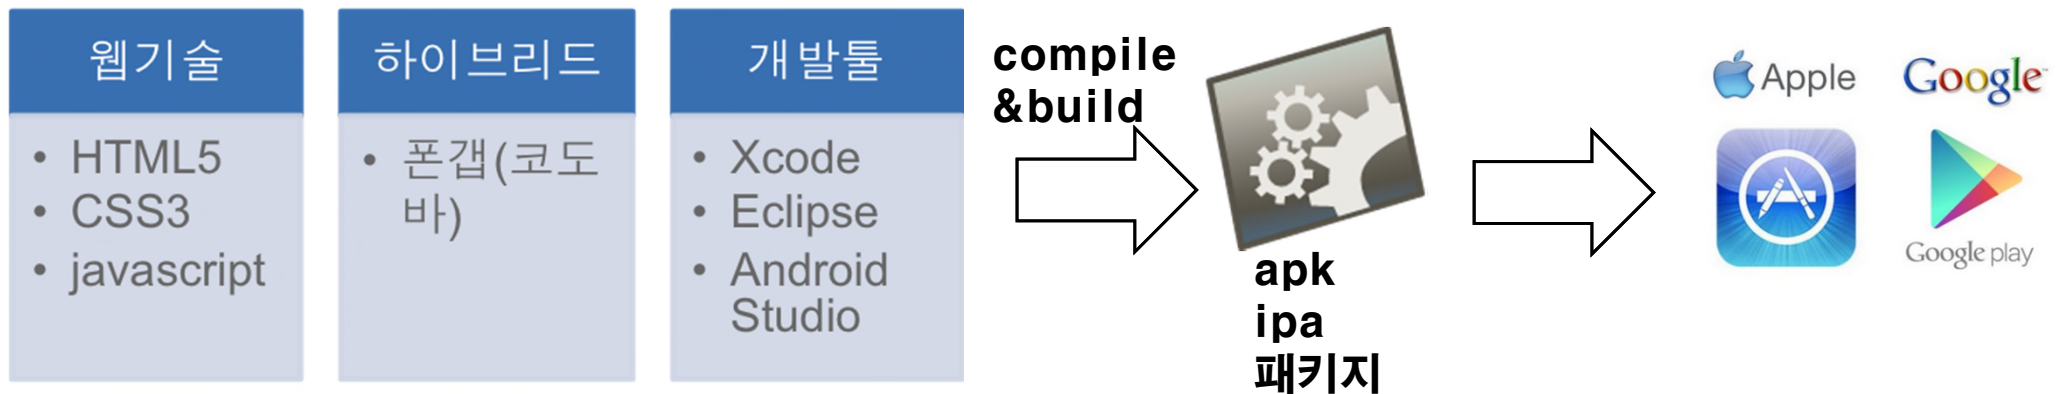 웹기술
• HTML5
• CSS3
• javascript
하이브리드
• 폰갭(코도
바)
개발툴
• Xcode
• Eclipse
• Android
Studio
compile
&build
apk
ipa
패키지
Apple
Google™
Google play